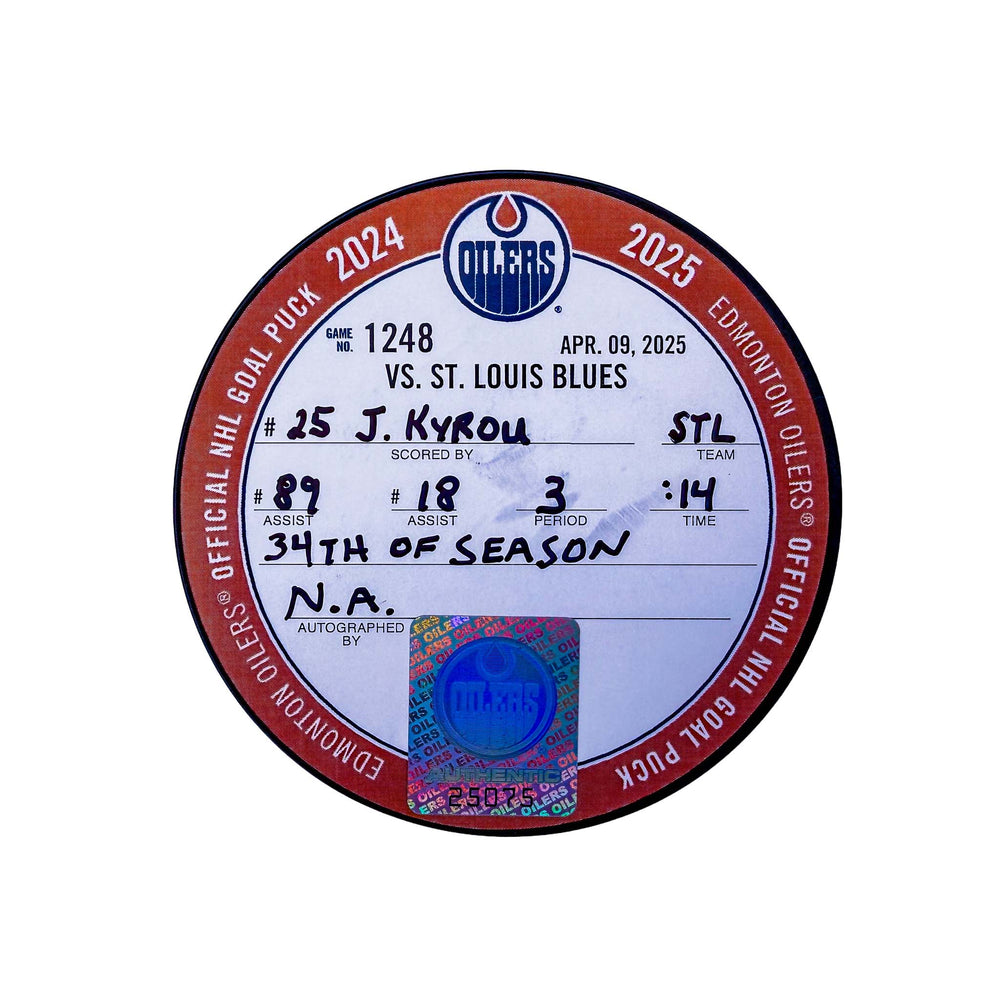 2024 2025
OILERS®
EDMONTON OILERS® OFFICIAL NHL GOAL PUCK
EDMONTON OILERS® OFFICIAL NHL GOAL PUCK
GAME NO. 1248 APR. 09, 2025
VS. ST. LOUIS BLUES
# 25 J. KYROU STL
SCORED BY TEAM
# 89 # 18 3 :14
ASSIST ASSIST PERIOD TIME
34TH OF SEASON
N.A.
AUTOGRAPHED
BY
OILERS
AUTHENTIC
25075